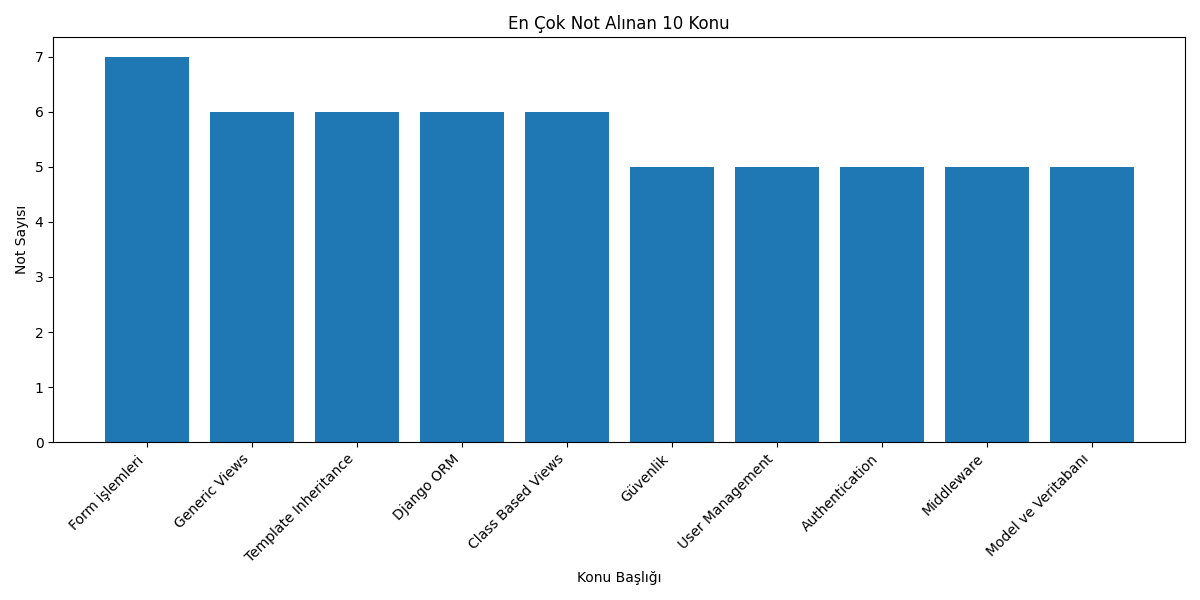 En Çok Not Alınan 10 Konu
Not Sayısı
7
6
5
4
3
2
1
0
Form İşlemleri
Generic Views
Template Inheritance
Django ORM
Class Based Views
Güvenlik
User Management
Authentication
Middleware
Model ve Veritabanı
Konu Başlığı